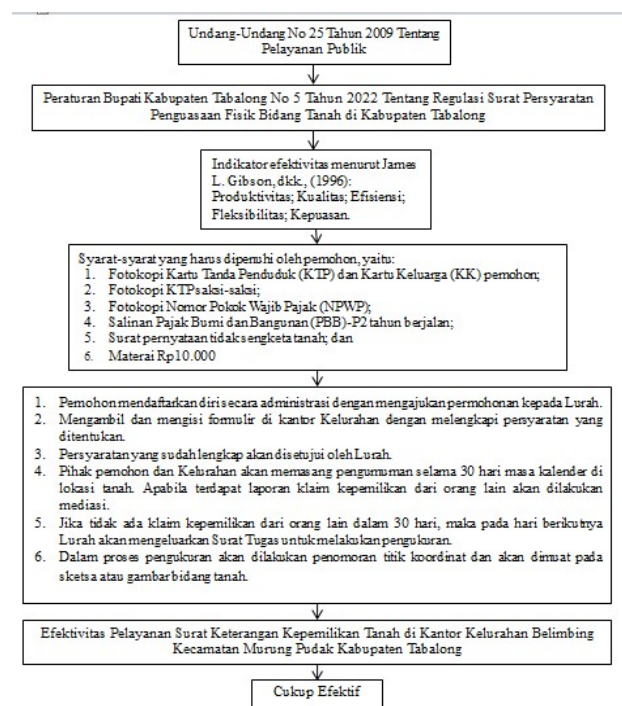 Undang-Undang No 25 Tahun 2009 Tentang
Pelayanan Publik
Peraturan Bupati Kabupaten Tabalong No 5 Tahun 2022 Tentang Regulasi Surat Persyaratan
Penguasaan Fisik Bidang Tanah di Kabupaten Tabalong
Indikator efektivitas menurut James
L. Gibson, dkk., (1996):
Produktivitas; Kualitas; Efisiensi;
Fleksibilitas; Kepuasan.
Syarat-syarat yang harus dipenuhi oleh pemohon, yaitu:
1. Fotokopi Kartu Tanda Penduduk (KTP) dan Kartu Keluarga (KK) pemohon;
2. Fotokopi KTP saksi-saksi;
3. Fotokopi Nomor Pokok Wajib Pajak (NPWP);
4. Salinan Pajak Bumi dan Bangunan (PBB)-P2 tahun berjalan;
5. Surat pernyataan tidak sengketa tanah; dan
6. Materai Rp10.000
1. Pemohon mendaftarkan diri secara administrasi dengan mengajukan permohonan kepada Lurah.
2. Mengambil dan mengisi formulir di kantor Kelurahan dengan melengkapi persyaratan yang
ditentukan.
3. Persyaratan yang sudah lengkap akan disetujui oleh Lurah.
4. Pihak pemohon dan Kelurahan akan memasang pengumuman selama 30 hari masa kalender di
lokasi tanah. Apabila terdapat laporan klaim kepemilikan dari orang lain akan dilakukan
mediasi.
5. Jika tidak ada klaim kepemilikan dari orang lain dalam 30 hari, maka pada hari berikutnya
Lurah akan mengeluarkan Surat Tugas untuk melakukan pengukuran.
6. Dalam proses pengukuran akan dilakukan penomoran titik koordinat dan akan dimuat pada
sketsa atau gambar bidang tanah.
Efektivitas Pelayanan Surat Keterangan Kepemilikan Tanah di Kantor Kelurahan Belimbing
Kecamatan Murung Pudak Kabupaten Tabalong
Cukup Efektif